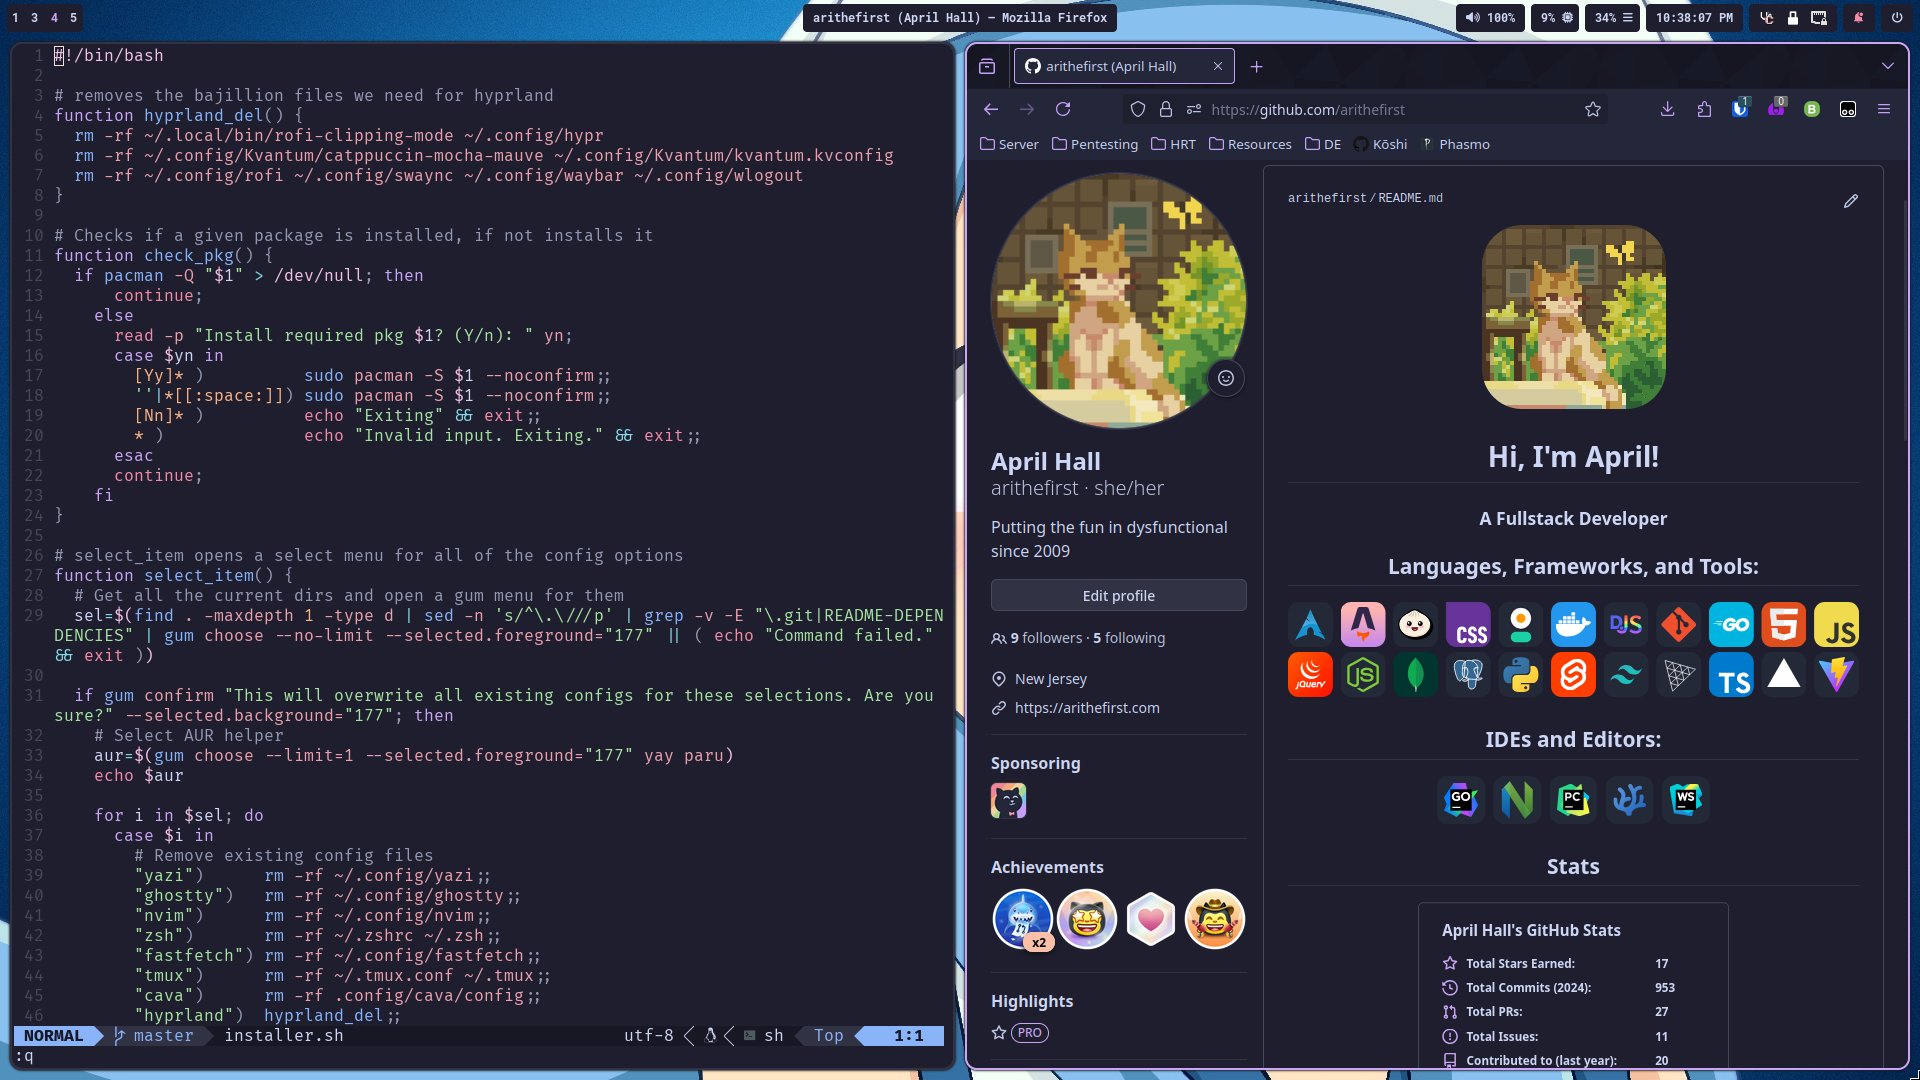 1 3 4 5
arithefirst (April Hall) — Mozilla Firefox
100%
9%
34%
10:38:07 PM
1 #!/bin/bash
2
3 # removes the bajillion files we need for hyprland
4 function hyprland_del() {
5 rm -rf ~/.local/bin/rofi-clipping-mode ~/.config/hypr
6 rm -rf ~/.config/Kvantum/catppuccin-mocha-mauve ~/.config/Kvantum/kvantum.kvconfig
7 rm -rf ~/.config/rofi ~/.config/swaync ~/.config/waybar ~/.config/wlogout
8 }
9
10 # Checks if a given package is installed, if not installs it
11 function check_pkg() {
12 if pacman -Q "$1" > /dev/null; then
13 continue;
14 else
15 read -p "Install required pkg $1? (Y/n): " yn;
16 case $yn in
17 [Yy]* ) sudo pacman -S $1 --noconfirm;;
18 ''|*[[:space:]]) sudo pacman -S $1 --noconfirm;;
19 [Nn]* ) echo "Exiting" && exit;;
20 * ) echo "Invalid input. Exiting." && exit;;
21 esac
22 continue;
23 fi
24 }
25
26 # select_item opens a select menu for all of the config options
27 function select_item() {
28 # Get all the current dirs and open a gum menu for them
29 sel=$(find . -maxdepth 1 -type d | sed -n 's/^\.\///p' | grep -v -E "\.git|README-DEPEN
DENCIES" | gum choose --no-limit --selected.foreground="177" || ( echo "Command failed."
&& exit ))
30
31 if gum confirm "This will overwrite all existing configs for these selections. Are you
sure?" --selected.background="177"; then
32 # Select AUR helper
33 aur=$(gum choose --limit=1 --selected.foreground="177" yay paru)
34 echo $aur
35
36 for i in $sel; do
37 case $i in
38 # Remove existing config files
39 "yazi") rm -rf ~/.config/yazi;;
40 "ghostty") rm -rf ~/.config/ghostty;;
41 "nvim") rm -rf ~/.config/nvim;;
42 "zsh") rm -rf ~/.zshrc ~/.zsh;;
43 "fastfetch") rm -rf ~/.config/fastfetch;;
44 "tmux") rm -rf ~/.tmux.conf ~/.tmux;;
45 "cava") rm -rf .config/cava/config;;
46 "hyprland") hyprland_del;;
NORMAL master installer.sh utf-8 sh Top 1:1
:q
arithefirst (April Hall)
https://github.com/arithefirst
1
0
B
Server Pentesting HRT Resources DE Kōshi Phasmo
April Hall
arithefirst · she/her
Putting the fun in dysfunctional
since 2009
Edit profile
9 followers · 5 following
New Jersey
https://arithefirst.com
Sponsoring
Achievements
x2
Highlights
PRO
arithefirst/README.md
Hi, I'm April!
A Fullstack Developer
Languages, Frameworks, and Tools:
CSS
DJS
GO
JS
jQuery
TS
IDEs and Editors:
GO
PC
WS
Stats
April Hall's GitHub Stats
Total Stars Earned: 17
Total Commits (2024): 953
Total PRs: 27
Total Issues: 11
Contributed to (last year): 20